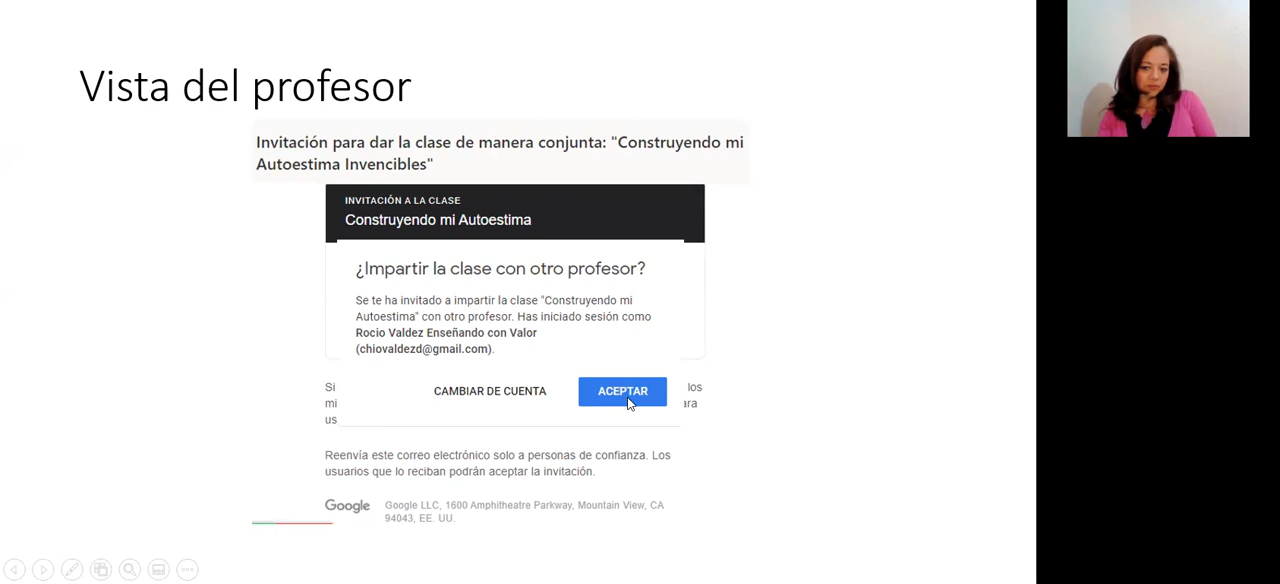 Vista del profesor
Invitación para dar la clase de manera conjunta: "Construyendo mi
Autoestima Invencibles"
INVITACIÓN A LA CLASE
Construyendo mi Autoestima
¿Impartir la clase con otro profesor?
Se te ha invitado a impartir la clase "Construyendo mi
Autoestima" con otro profesor. Has iniciado sesión como
Rocio Valdez Enseñando con Valor
(chiovaldezd@gmail.com).
Si
los
mi
us
CAMBIAR DE CUENTA
ACEPTAR
Reenvía este correo electrónico solo a personas de confianza. Los
usuarios que lo reciban podrán aceptar la invitación.
Google
Google LLC, 1600 Amphitheatre Parkway, Mountain View, CA
94043, EE. UU.